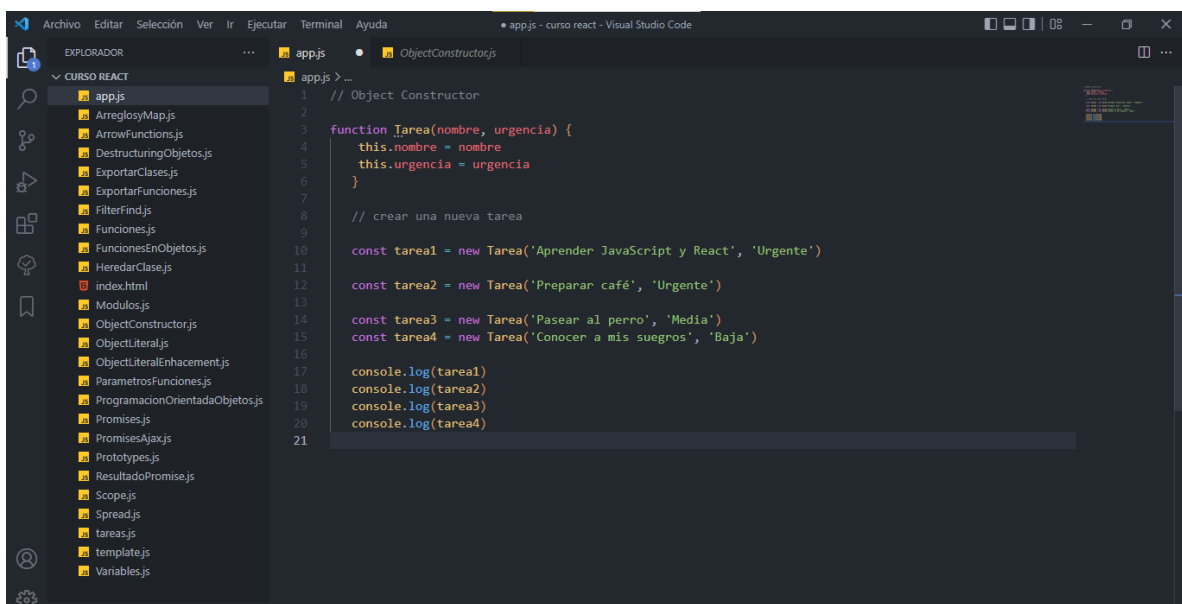 Archivo Editar Selección Ver Ir Ejecutar Terminal Ayuda
● app.js - curso react - Visual Studio Code
EXPLORADOR
app.js
ObjectConstructor.js
1
CURSO REACT
app.js > ...
app.js
ArreglosyMap.js
ArrowFunctions.js
DestructuringObjetos.js
ExportarClases.js
ExportarFunciones.js
FilterFind.js
Funciones.js
FuncionesEnObjetos.js
HeredarClase.js
index.html
Modulos.js
ObjectConstructor.js
ObjectLiteral.js
ObjectLiteralEnhacement.js
ParametrosFunciones.js
ProgramacionOrientadaObjetos.js
Promises.js
PromisesAjax.js
Prototypes.js
ResultadoPromise.js
Scope.js
Spread.js
tareas.js
template.js
Variables.js
1 // Object Constructor
2
3 function Tarea(nombre, urgencia) {
4 this.nombre = nombre
5 this.urgencia = urgencia
6 }
7
8 // crear una nueva tarea
9
10 const tarea1 = new Tarea('Aprender JavaScript y React', 'Urgente')
11
12 const tarea2 = new Tarea('Preparar café', 'Urgente')
13
14 const tarea3 = new Tarea('Pasear al perro', 'Media')
15 const tarea4 = new Tarea('Conocer a mis suegros', 'Baja')
16
17 console.log(tarea1)
18 console.log(tarea2)
19 console.log(tarea3)
20 console.log(tarea4)
21